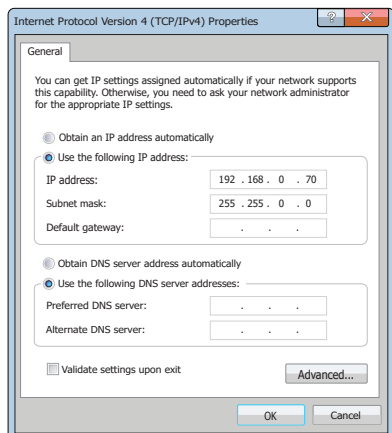 Internet Protocol Version 4 (TCP/IPv4) Properties
General
You can get IP settings assigned automatically if your network supports
this capability. Otherwise, you need to ask your network administrator
for the appropriate IP settings.
Obtain an IP address automatically
Use the following IP address:
IP address: 192 . 168 . 0 . 70
Subnet mask: 255 . 255 . 0 . 0
Default gateway: . . .
Obtain DNS server address automatically
Use the following DNS server addresses:
Preferred DNS server: . . .
Alternate DNS server: . . .
Validate settings upon exit
Advanced...
OK Cancel